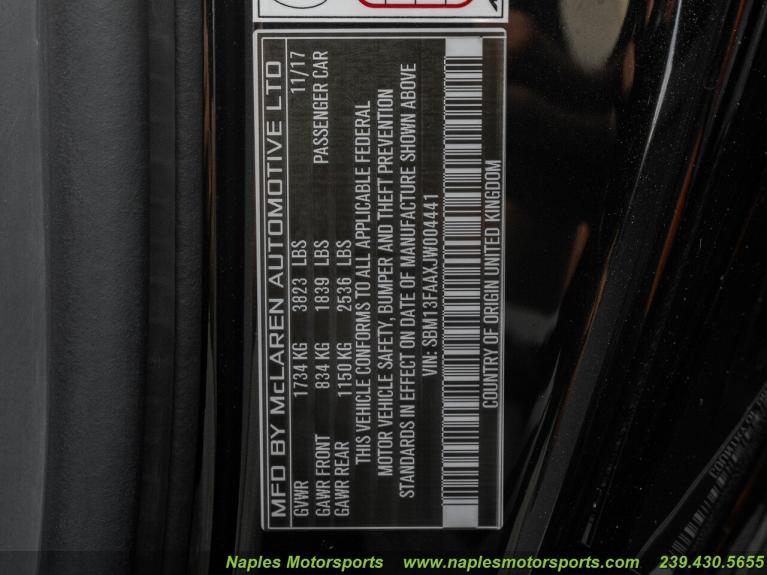 MFD BY McLAREN AUTOMOTIVE LTD
GVWR 1734 KG 3823 LBS 11/17
GAWR FRONT 834 KG 1839 LBS PASSENGER CAR
GAWR REAR 1150 KG 2536 LBS
THIS VEHICLE CONFORMS TO ALL APPLICABLE FEDERAL
MOTOR VEHICLE SAFETY, BUMPER AND THEFT PREVENTION
STANDARDS IN EFFECT ON DATE OF MANUFACTURE SHOWN ABOVE
VIN: SBM13FAAXJW004441
COUNTRY OF ORIGIN UNITED KINGDOM
Naples Motorsports www.naplesmotorsports.com 239.430.5655